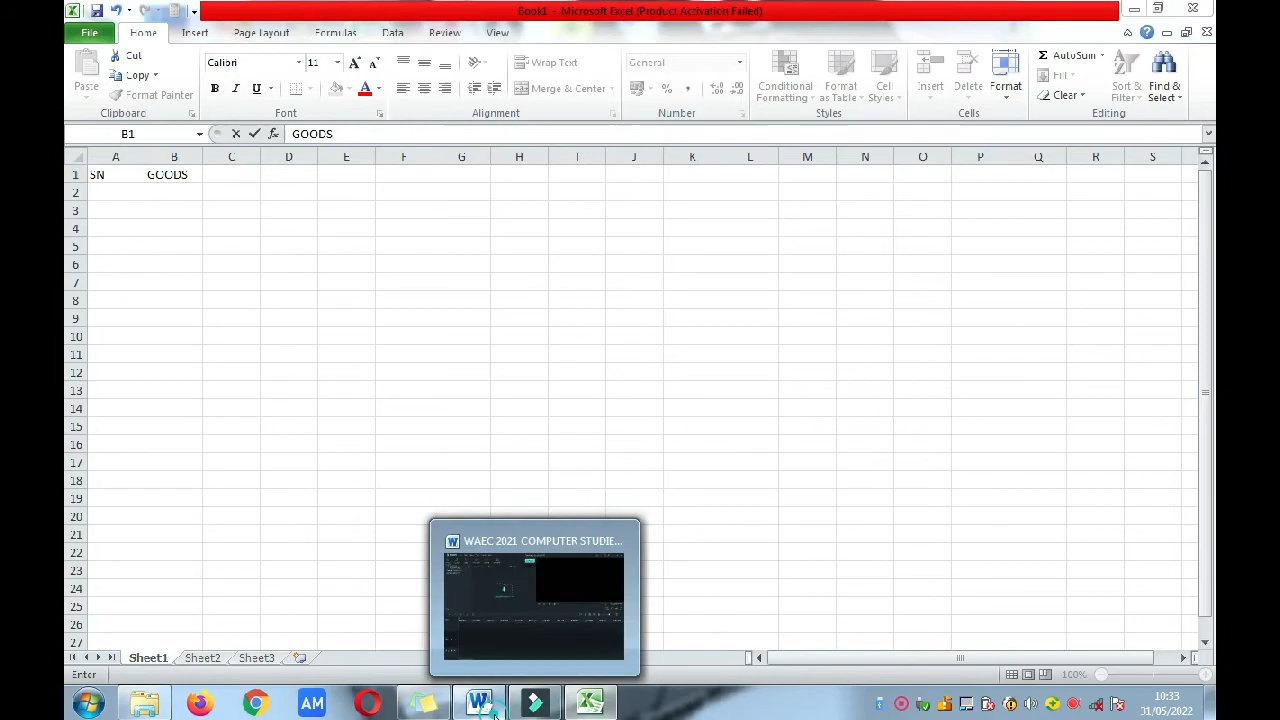 Book1 - Microsoft Excel (Product Activation Failed)
File Home Insert Page Layout Formulas Data Review View
Paste
Cut
Copy
Format Painter
Clipboard
Calibri 11
B I U A
Font
Wrap Text
Merge & Center
Alignment
General
%
Number
Conditional Formatting
Format as Table
Cell Styles
Styles
Insert Delete Format
Cells
Σ AutoSum
Fill
Clear
Sort & Filter
Find & Select
Editing
B1 fx GOODS
A B C D E F G H I J K L M N O P Q R S
1 SN GOODS
2
3
4
5
6
7
8
9
10
11
12
13
14
15
16
17
18
19
20
21
22
23
24
25
26
27
WAEC 2021 COMPUTER STUDIE...
Sheet1 Sheet2 Sheet3
Enter 100%
AM
10:33
31/05/2022